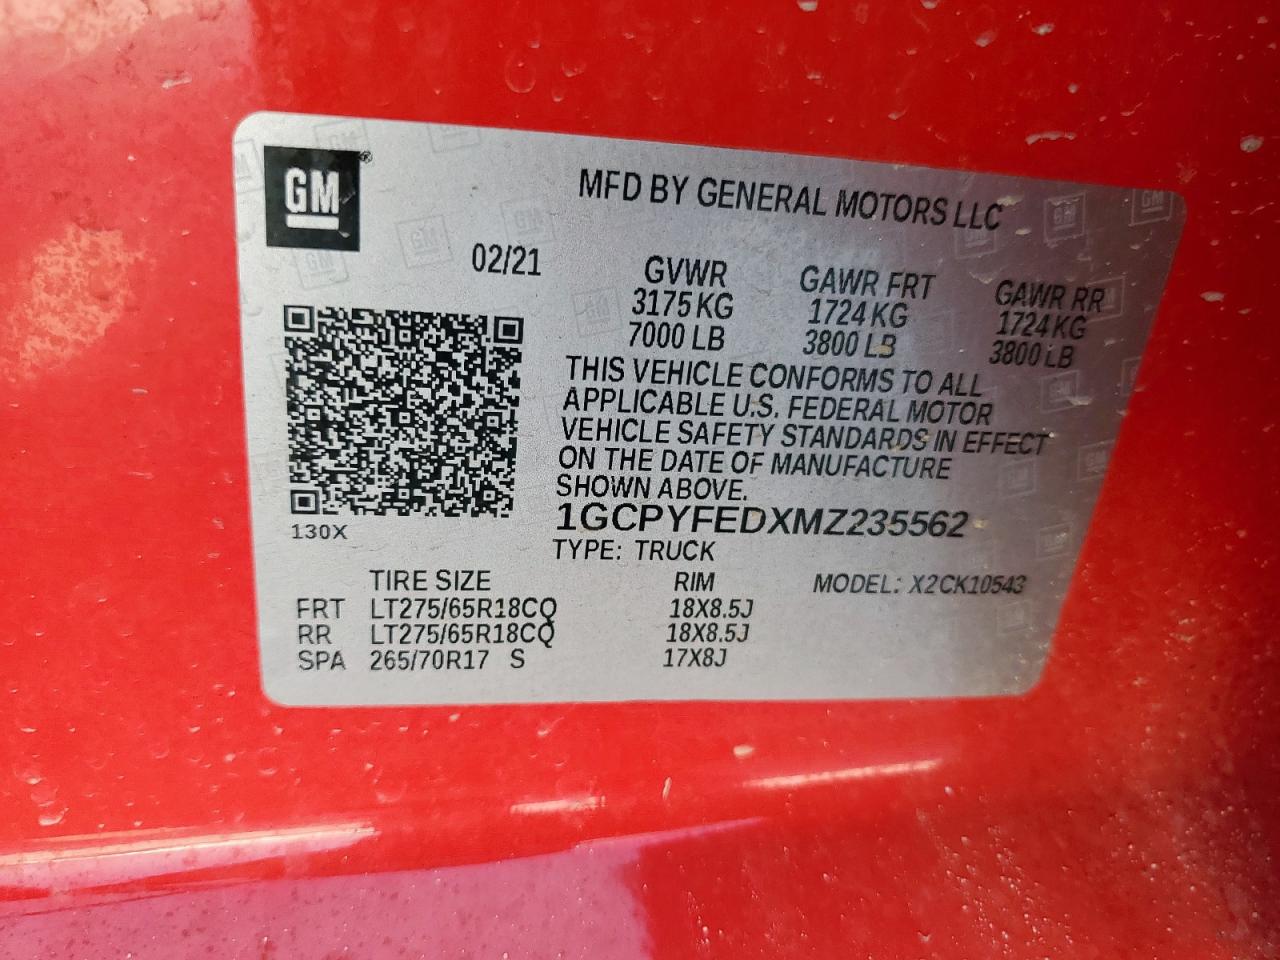 GM
MFD BY GENERAL MOTORS LLC
02/21
GVWR GAWR FRT GAWR RR
3175 KG 1724 KG 1724 KG
7000 LB 3800 LB 3800 LB
THIS VEHICLE CONFORMS TO ALL
APPLICABLE U.S. FEDERAL MOTOR
VEHICLE SAFETY STANDARDS IN EFFECT
ON THE DATE OF MANUFACTURE
SHOWN ABOVE.
1GCPYFEDXMZ235562
130X
TYPE: TRUCK
TIRE SIZE RIM MODEL: X2CK10543
FRT LT275/65R18CQ 18X8.5J
RR LT275/65R18CQ 18X8.5J
SPA 265/70R17 S 17X8J